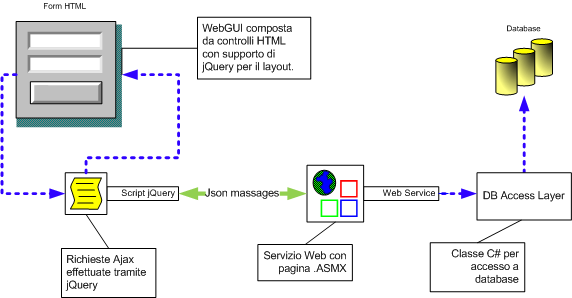 Form HTML
WebGUI composta
da controlli HTML
con supporto di
jQuery per il layout.
Database
Script jQuery
Json massages
Web Service
DB Access Layer
Richieste Ajax
effettuate tramite
jQuery
Servizio Web con
pagina .ASMX
Classe C# per
accesso a
database